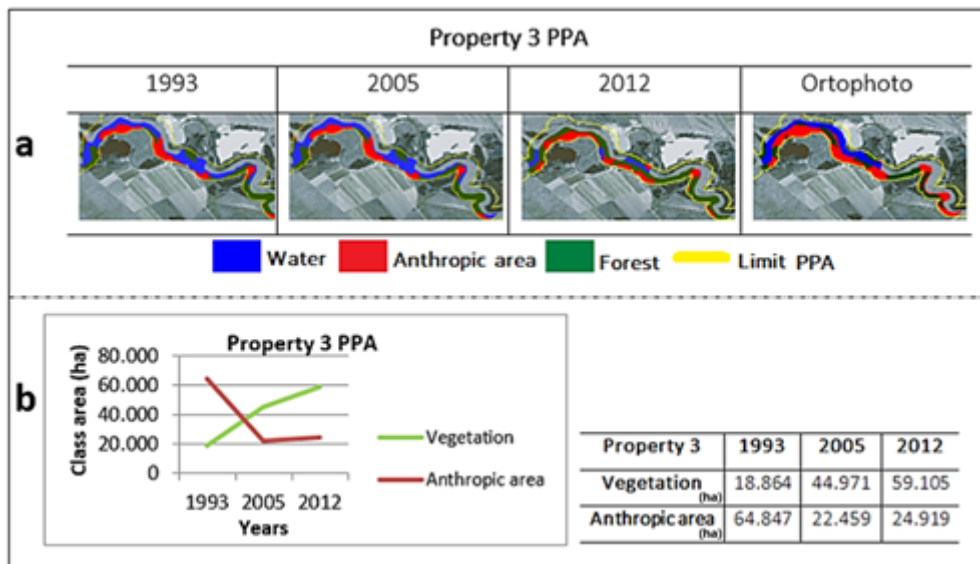 Property 3 PPA
1993 2005 2012 Ortophoto
a
Water Anthropic area Forest Limit PPA
b
Property 3 PPA
Class area (ha)
80.000
60.000
40.000
20.000
0
1993 2005 2012
Years
Vegetation
Anthropic area
Property 3 1993 2005 2012
Vegetation (ha) 18.864 44.971 59.105
Anthropic area (ha) 64.847 22.459 24.919